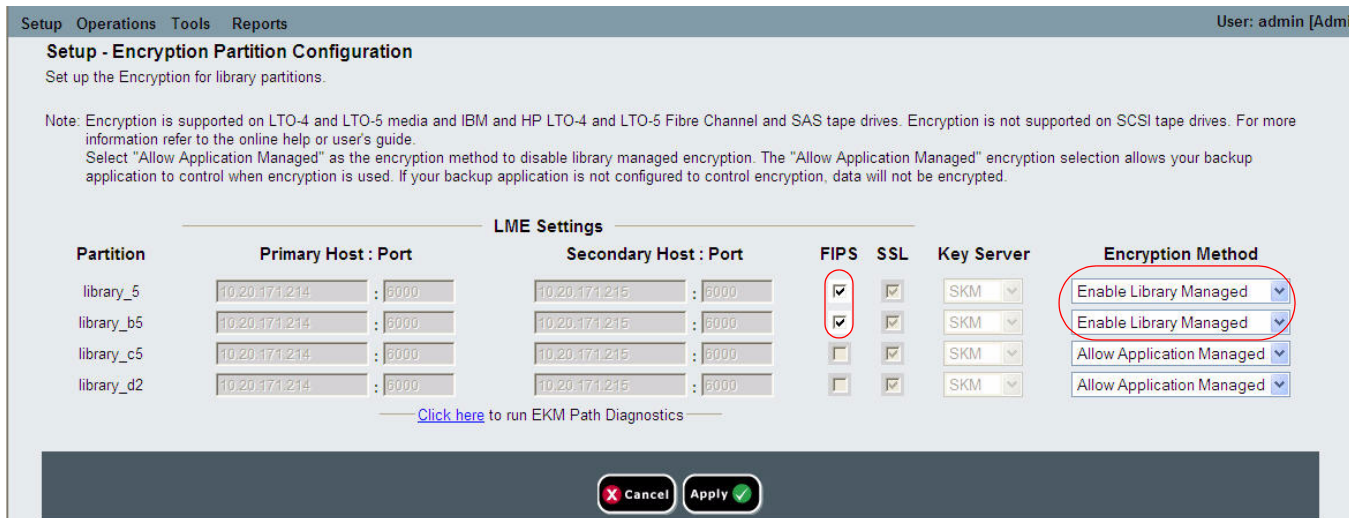 Setup Operations Tools Reports User: admin [Admi
Setup - Encryption Partition Configuration
Set up the Encryption for library partitions.
Note: Encryption is supported on LTO-4 and LTO-5 media and IBM and HP LTO-4 and LTO-5 Fibre Channel and SAS tape drives. Encryption is not supported on SCSI tape drives. For more
information refer to the online help or user's guide.
Select "Allow Application Managed" as the encryption method to disable library managed encryption. The "Allow Application Managed" encryption selection allows your backup
application to control when encryption is used. If your backup application is not configured to control encryption, data will not be encrypted.
LME Settings
Partition Primary Host : Port Secondary Host : Port FIPS SSL Key Server Encryption Method
library_5 10.20.171.214 : 6000 10.20.171.215 : 6000 SKM Enable Library Managed
library_b5 10.20.171.214 : 6000 10.20.171.215 : 6000 SKM Enable Library Managed
library_c5 10.20.171.214 : 6000 10.20.171.215 : 6000 SKM Allow Application Managed
library_d2 10.20.171.214 : 6000 10.20.171.215 : 6000 SKM Allow Application Managed
Click here to run EKM Path Diagnostics
Cancel Apply